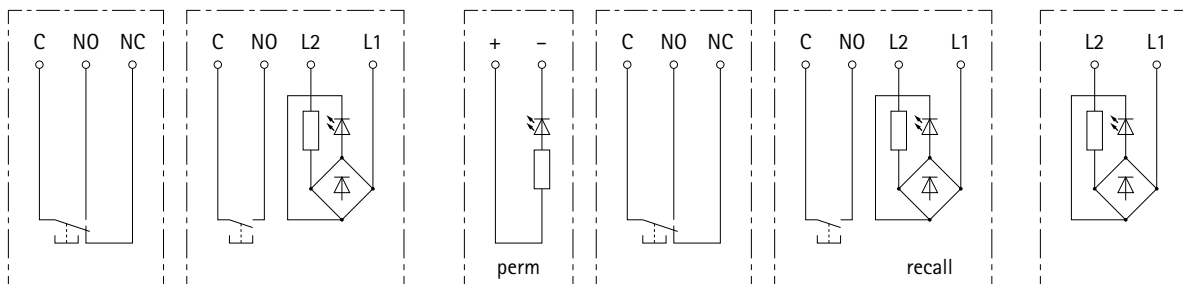 C NO NC C NO L2 L1 + – C NO NC C NO L2 L1 L2 L1
perm recall